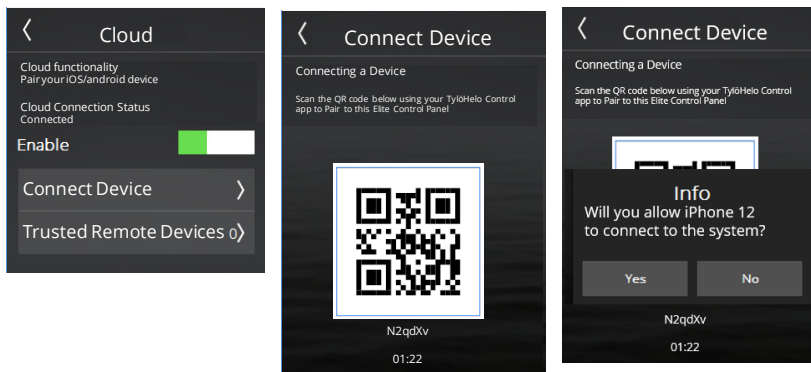 Cloud
Cloud functionality
Pair your iOS/android device
Cloud Connection Status
Connected
Enable
Connect Device
Trusted Remote Devices 0
Connect Device
Connecting a Device
Scan the QR code below using your TylöHelo Control
app to Pair to this Elite Control Panel
N2qdXv
01:22
Connect Device
Connecting a Device
Scan the QR code below using your TylöHelo Control
app to Pair to this Elite Control Panel
Info
Will you allow iPhone 12
to connect to the system?
Yes No
N2qdXv
01:22